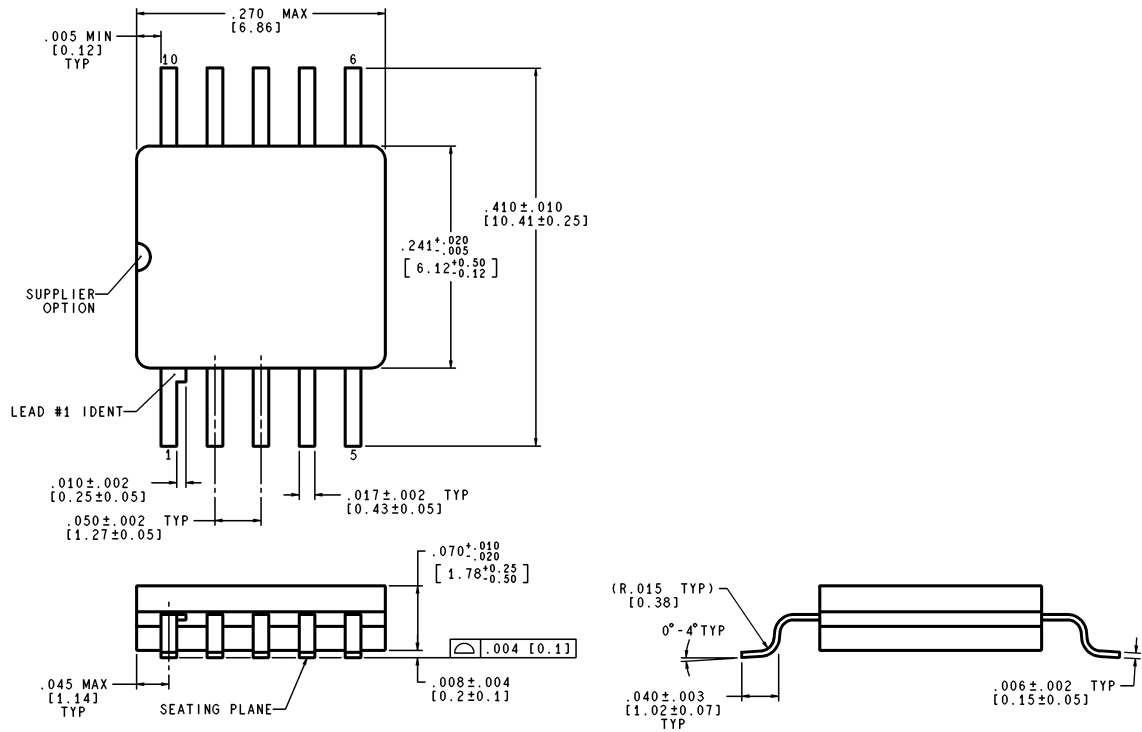 .270 MAX
[6.86]
.005 MIN
[0.12]
TYP
10
6
.410±.010
[10.41±0.25]
.241+.020
-.005
[6.12+0.50
-0.12]
SUPPLIER
OPTION
LEAD #1 IDENT
1
5
.010±.002
[0.25±0.05]
.017±.002 TYP
[0.43±0.05]
.050±.002 TYP
[1.27±0.05]
.070+.010
-.020
[1.78+0.25
-0.50]
.004 [0.1]
.008±.004
[0.2±0.1]
.045 MAX
[1.14]
TYP
SEATING PLANE
(R.015 TYP)
[0.38]
0°-4° TYP
.040±.003
[1.02±0.07]
TYP
.006±.002 TYP
[0.15±0.05]